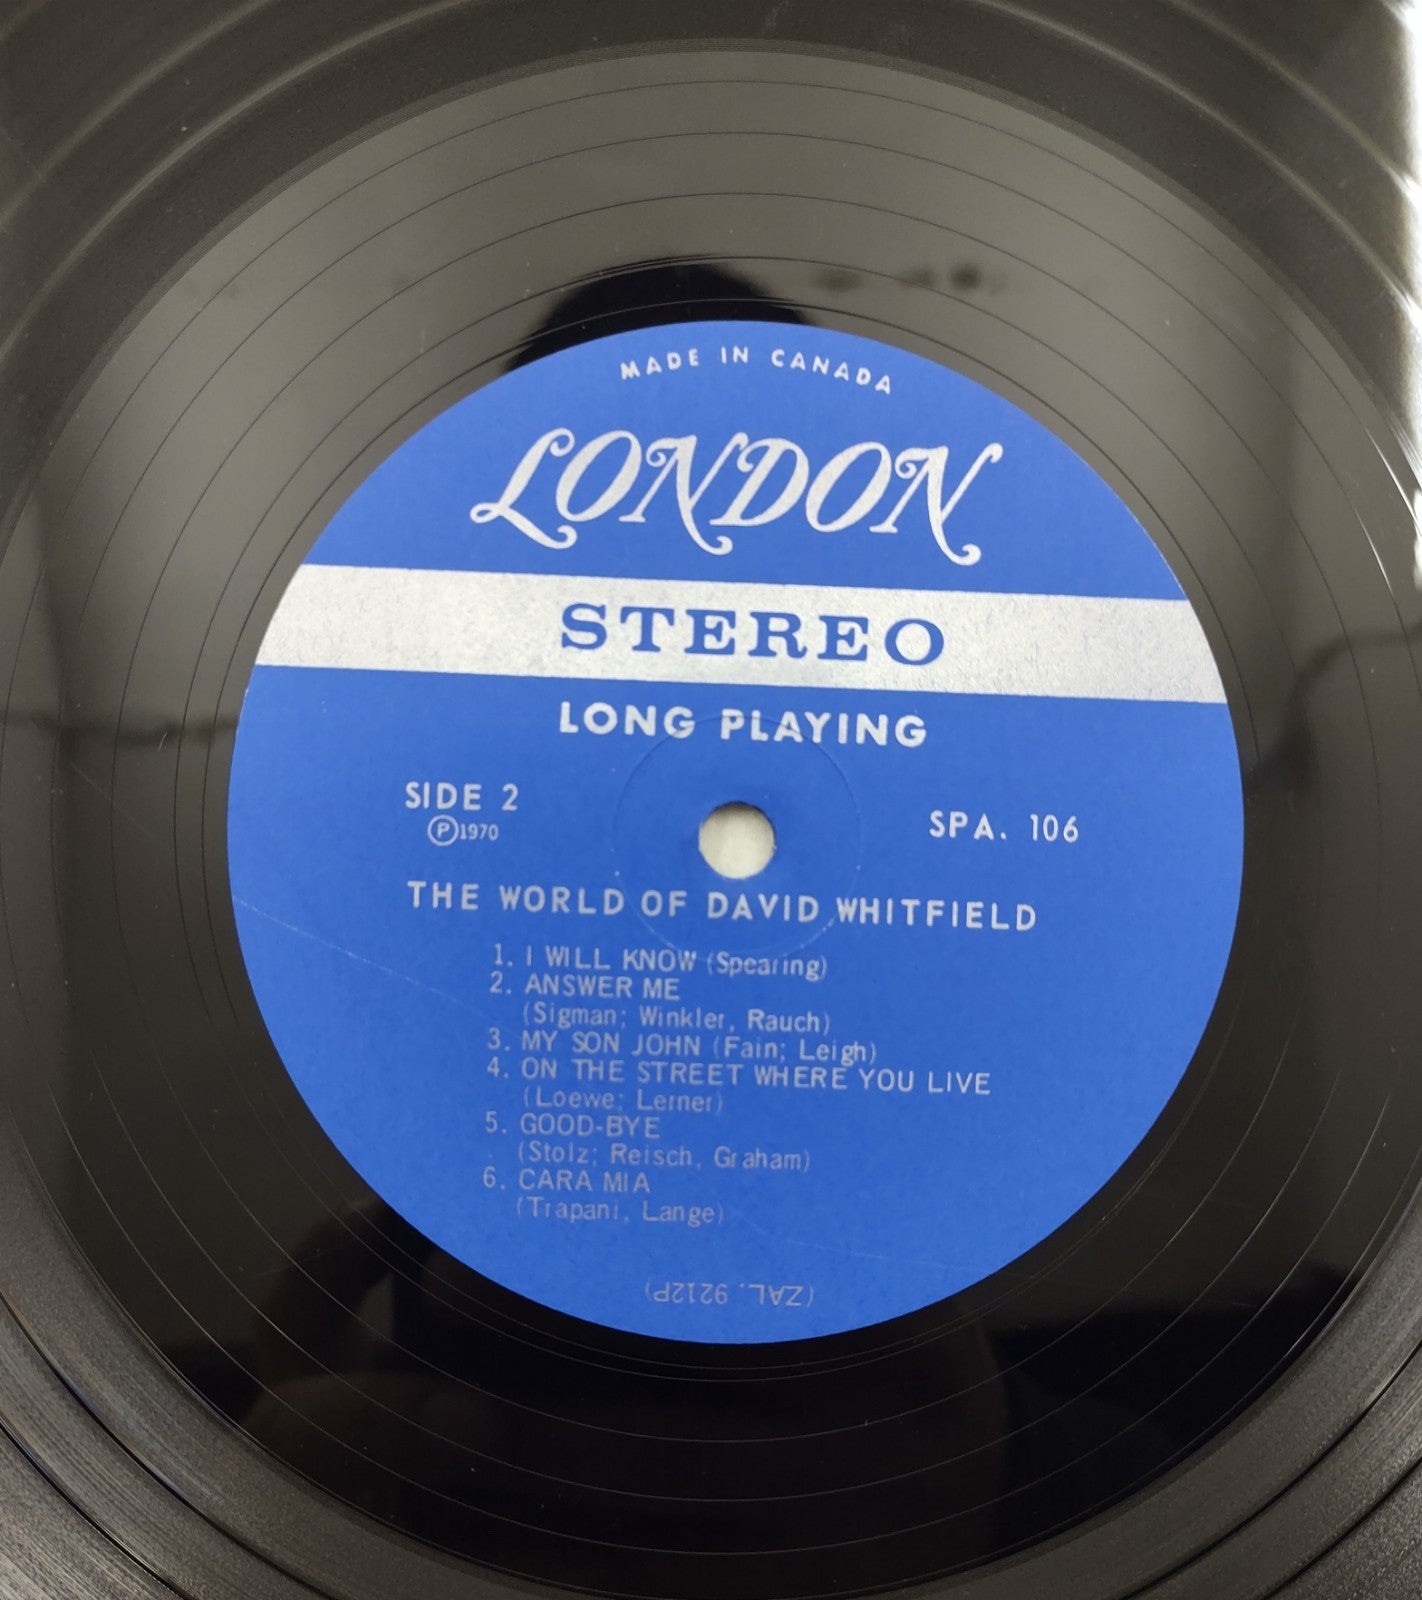 MADE IN CANADA
LONDON
STEREO
LONG PLAYING
SIDE 2
SPA. 106
Ⓟ1970
THE WORLD OF DAVID WHITFIELD
1. I WILL KNOW (Spearing)
2. ANSWER ME
(Sigman; Winkler, Rauch)
3. MY SON JOHN (Fain; Leigh)
4. ON THE STREET WHERE YOU LIVE
(Loewe; Lerner)
5. GOOD-BYE
(Stolz; Reisch, Graham)
6. CARA MIA
(Trapani, Lange)
(ZAL. 9212P)